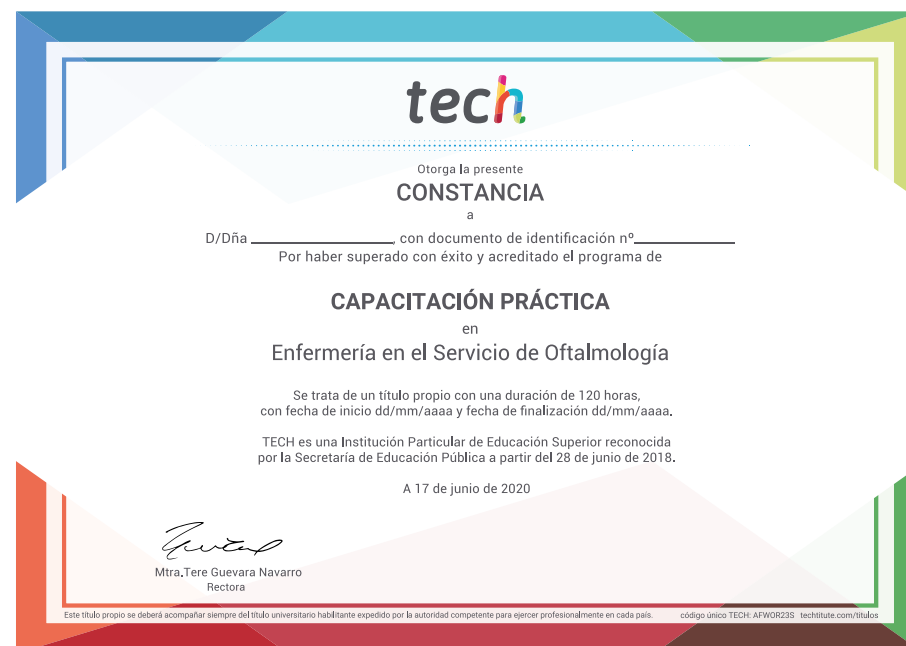 tech
Otorga la presente
CONSTANCIA
a
D/Dña ____________________, con documento de identificación nº______________
Por haber superado con éxito y acreditado el programa de
CAPACITACIÓN PRÁCTICA
en
Enfermería en el Servicio de Oftalmología
Se trata de un título propio con una duración de 120 horas,
con fecha de inicio dd/mm/aaaa y fecha de finalización dd/mm/aaaa.
TECH es una Institución Particular de Educación Superior reconocida
por la Secretaría de Educación Pública a partir del 28 de junio de 2018.
A 17 de junio de 2020
Mtra.Tere Guevara Navarro
Rectora
Este título propio se deberá acompañar siempre del título universitario habilitante expedido por la autoridad competente para ejercer profesionalmente en cada país. código único TECH: AFWOR23S techtitute.com/titulos